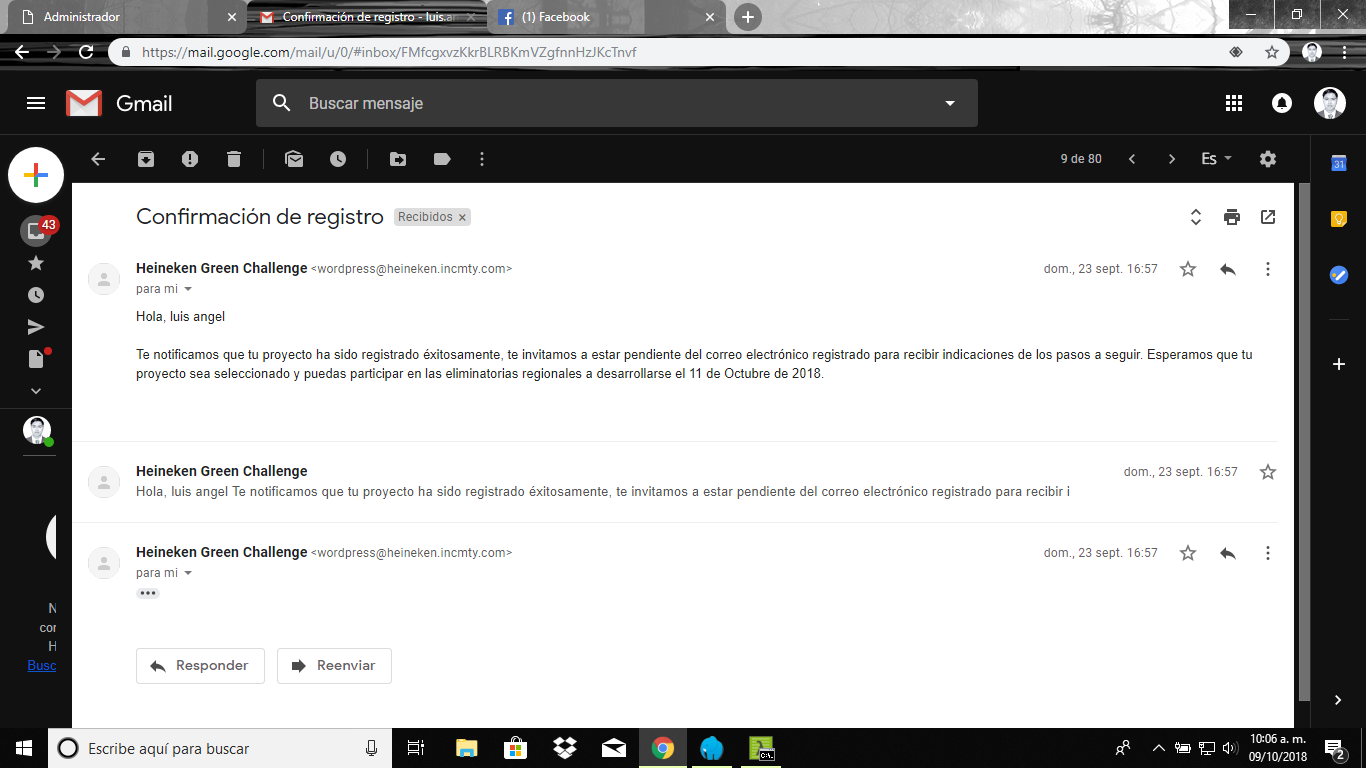 Administrador
Confirmación de registro - luis.ar
(1) Facebook
https://mail.google.com/mail/u/0/#inbox/FMfcgxvzKkrBLRBKmVZgfnnHzJKcTnvf
Gmail
Buscar mensaje
9 de 80
Es
31
43
Confirmación de registro
Recibidos x
Heineken Green Challenge <wordpress@heineken.incmty.com>
dom., 23 sept. 16:57
para mi
Hola, luis angel
Te notificamos que tu proyecto ha sido registrado éxitosamente, te invitamos a estar pendiente del correo electrónico registrado para recibir indicaciones de los pasos a seguir. Esperamos que tu
proyecto sea seleccionado y puedas participar en las eliminatorias regionales a desarrollarse el 11 de Octubre de 2018.
Heineken Green Challenge
dom., 23 sept. 16:57
Hola, luis angel Te notificamos que tu proyecto ha sido registrado éxitosamente, te invitamos a estar pendiente del correo electrónico registrado para recibir i
Heineken Green Challenge <wordpress@heineken.incmty.com>
dom., 23 sept. 16:57
para mi
N
cor
H
Busc
Responder
Reenviar
Escribe aquí para buscar
C:\.
10:06 a. m.
09/10/2018
2